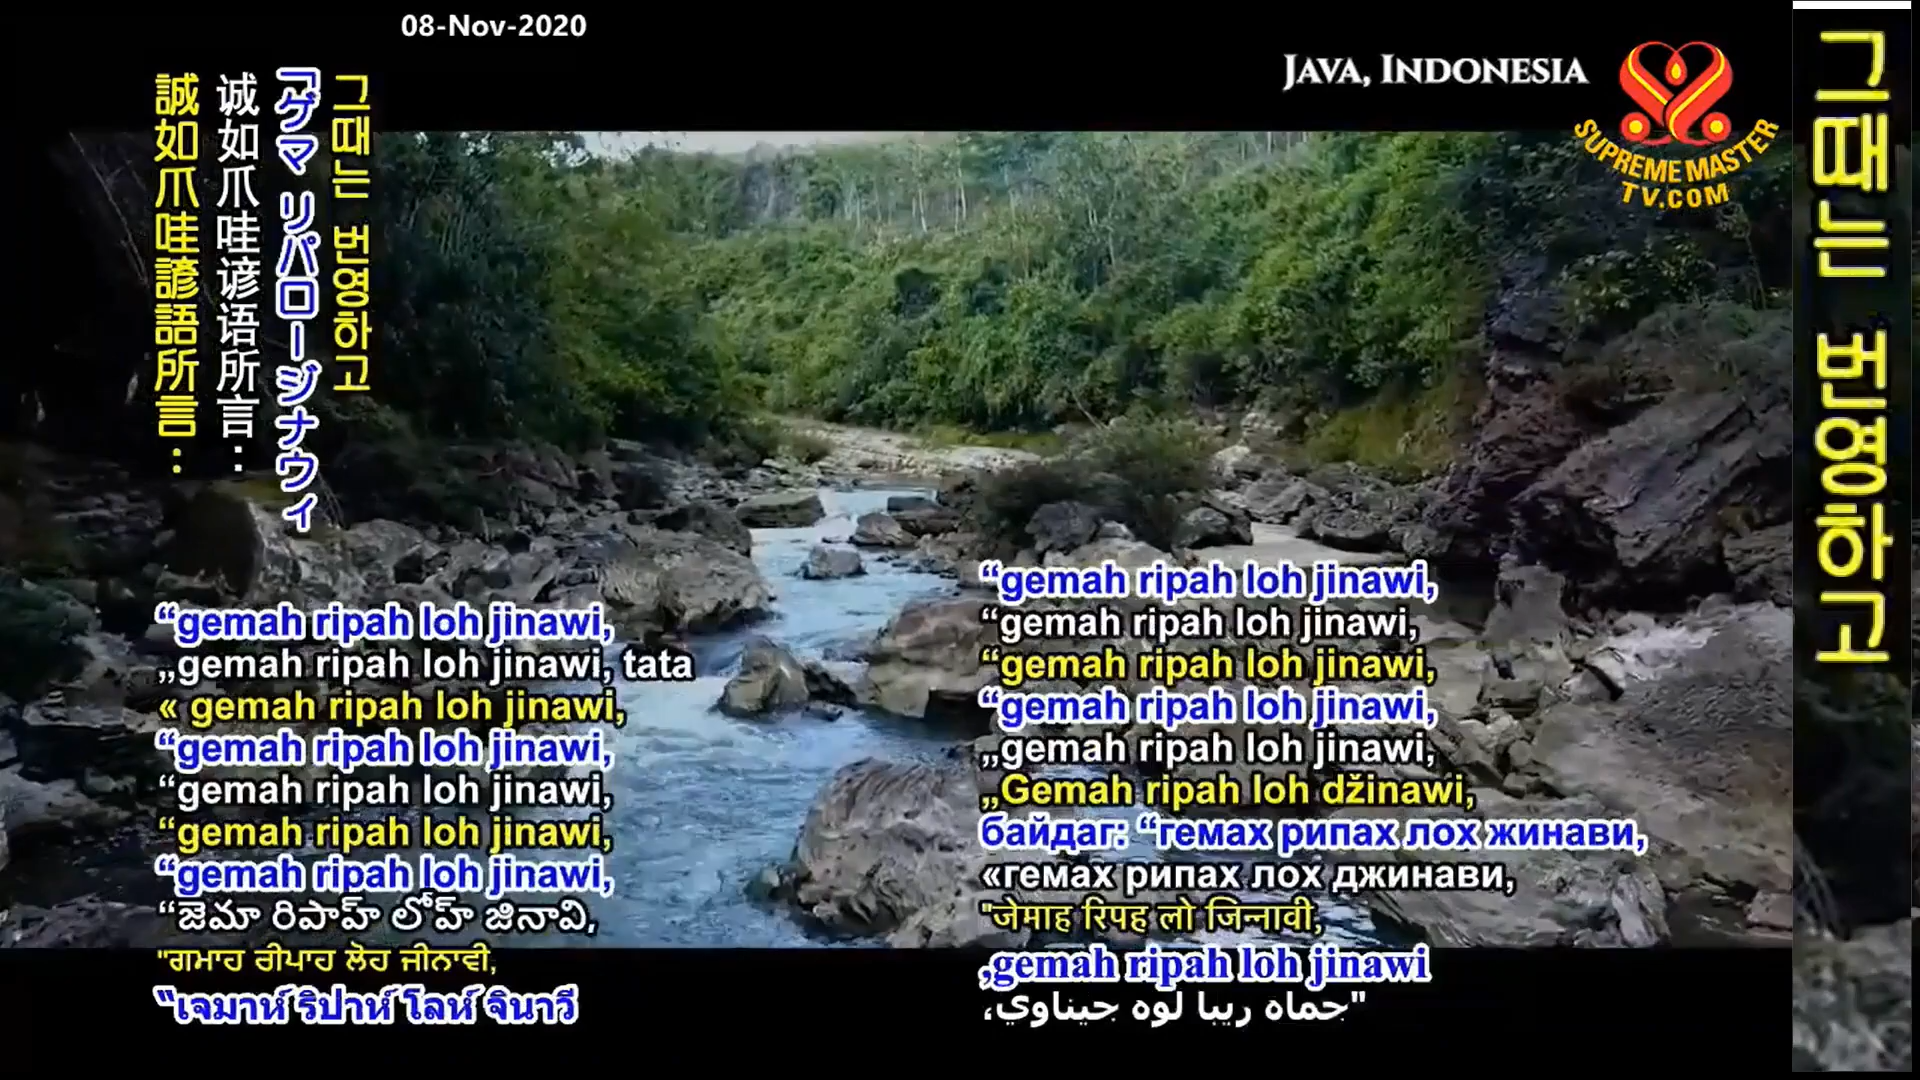 08-Nov-2020
JAVA, INDONESIA
SUPREME MASTER
TV.COM
그때는 번영하고
「ゲマ リパロージナウィ
诚如爪哇谚语所言：
誠如爪哇諺語所言：
그때는 번영하고
“gemah ripah loh jinawi,
„gemah ripah loh jinawi, tata
« gemah ripah loh jinawi,
“gemah ripah loh jinawi,
“gemah ripah loh jinawi,
“gemah ripah loh jinawi,
“gemah ripah loh jinawi,
“జెమా రిపాహ్ లోహ్ జినావి,
"ਗਮਾਹ ਰੀਪਾਹ ਲੋਹ ਜੀਨਾਵੀ,
“เจมาห์ ริปาห์ โลห์ จินาวี
“gemah ripah loh jinawi,
“gemah ripah loh jinawi,
“gemah ripah loh jinawi,
“gemah ripah loh jinawi,
„gemah ripah loh jinawi,
„Gemah ripah loh džinawi,
байдаг: “гемах рипах лох жинави,
«гемах рипах лох джинави,
"जेमाह रिपह लो जिन्नावी,
,gemah ripah loh jinawi
"جماه ريبا لوه جيناوي،